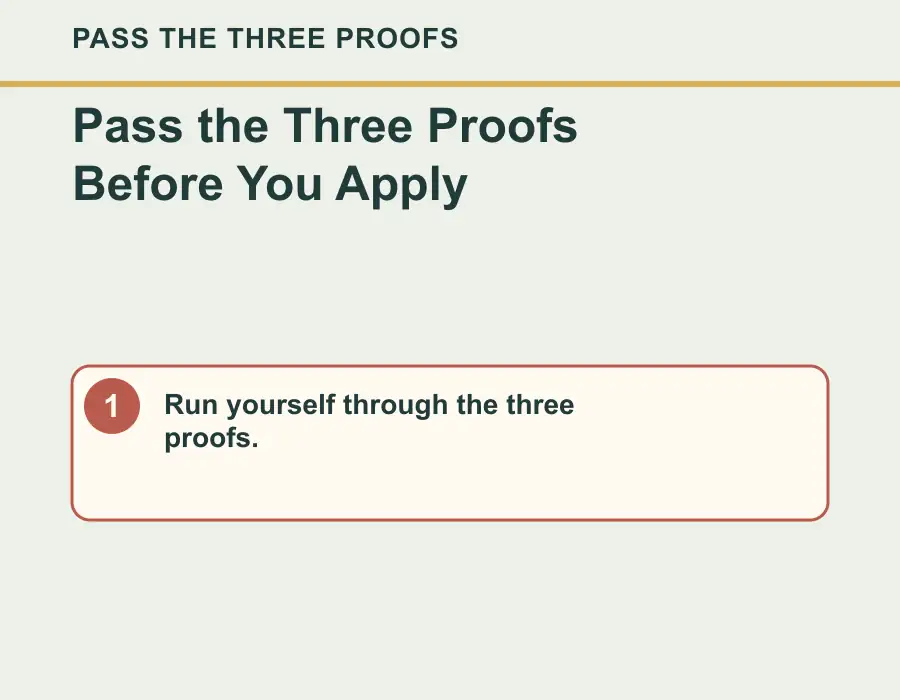 PASS THE THREE PROOFS
Pass the Three Proofs
Before You Apply
1
Run yourself through the three
proofs.